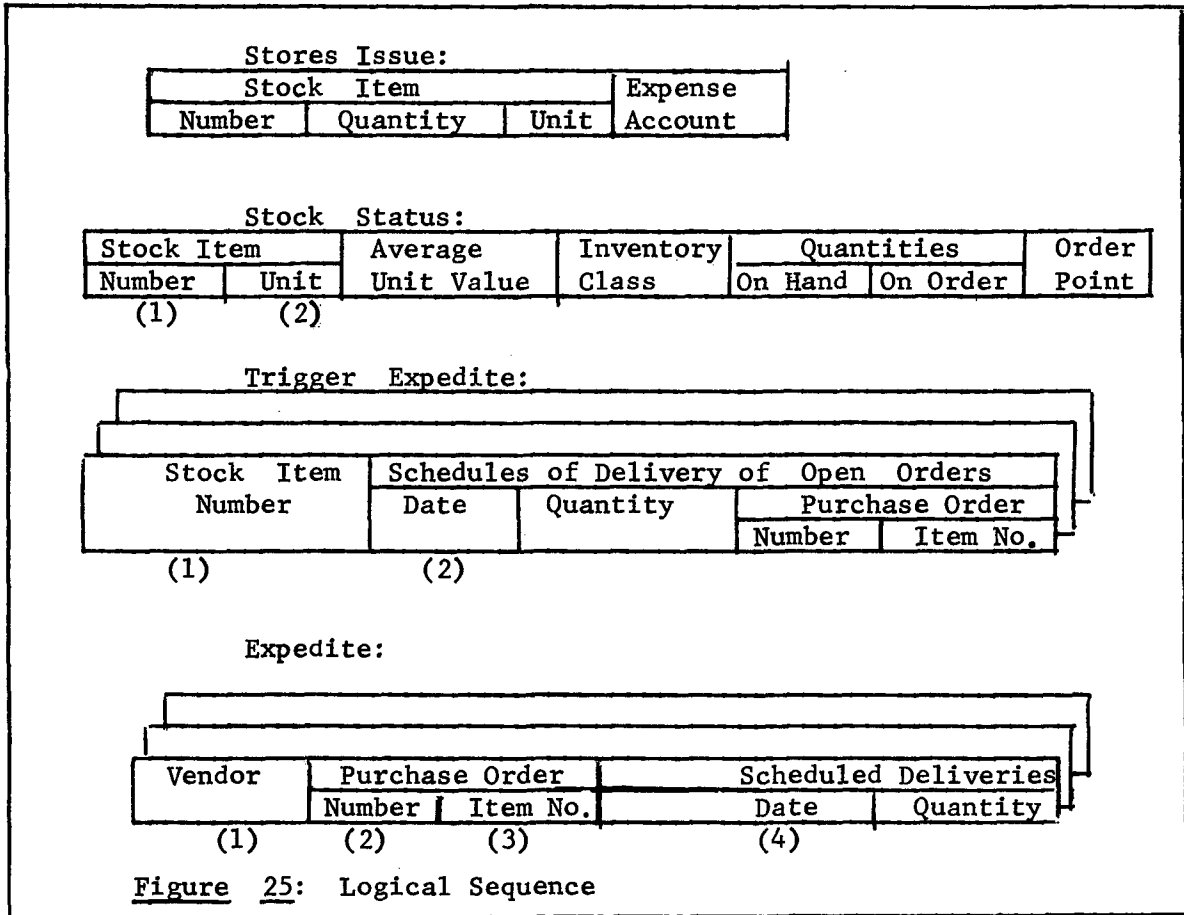 Stores Issue:
Stock Item Expense
Number Quantity Unit Account
Stock Status:
Stock Item Average Inventory Quantities Order
Number Unit Unit Value Class On Hand On Order Point
(1) (2)
Trigger Expedite:
Stock Item Schedules of Delivery of Open Orders
Number Date Quantity Purchase Order
Number Item No.
(1) (2)
Expedite:
Vendor Purchase Order Scheduled Deliveries
Number Item No. Date Quantity
(1) (2) (3) (4)
Figure 25: Logical Sequence